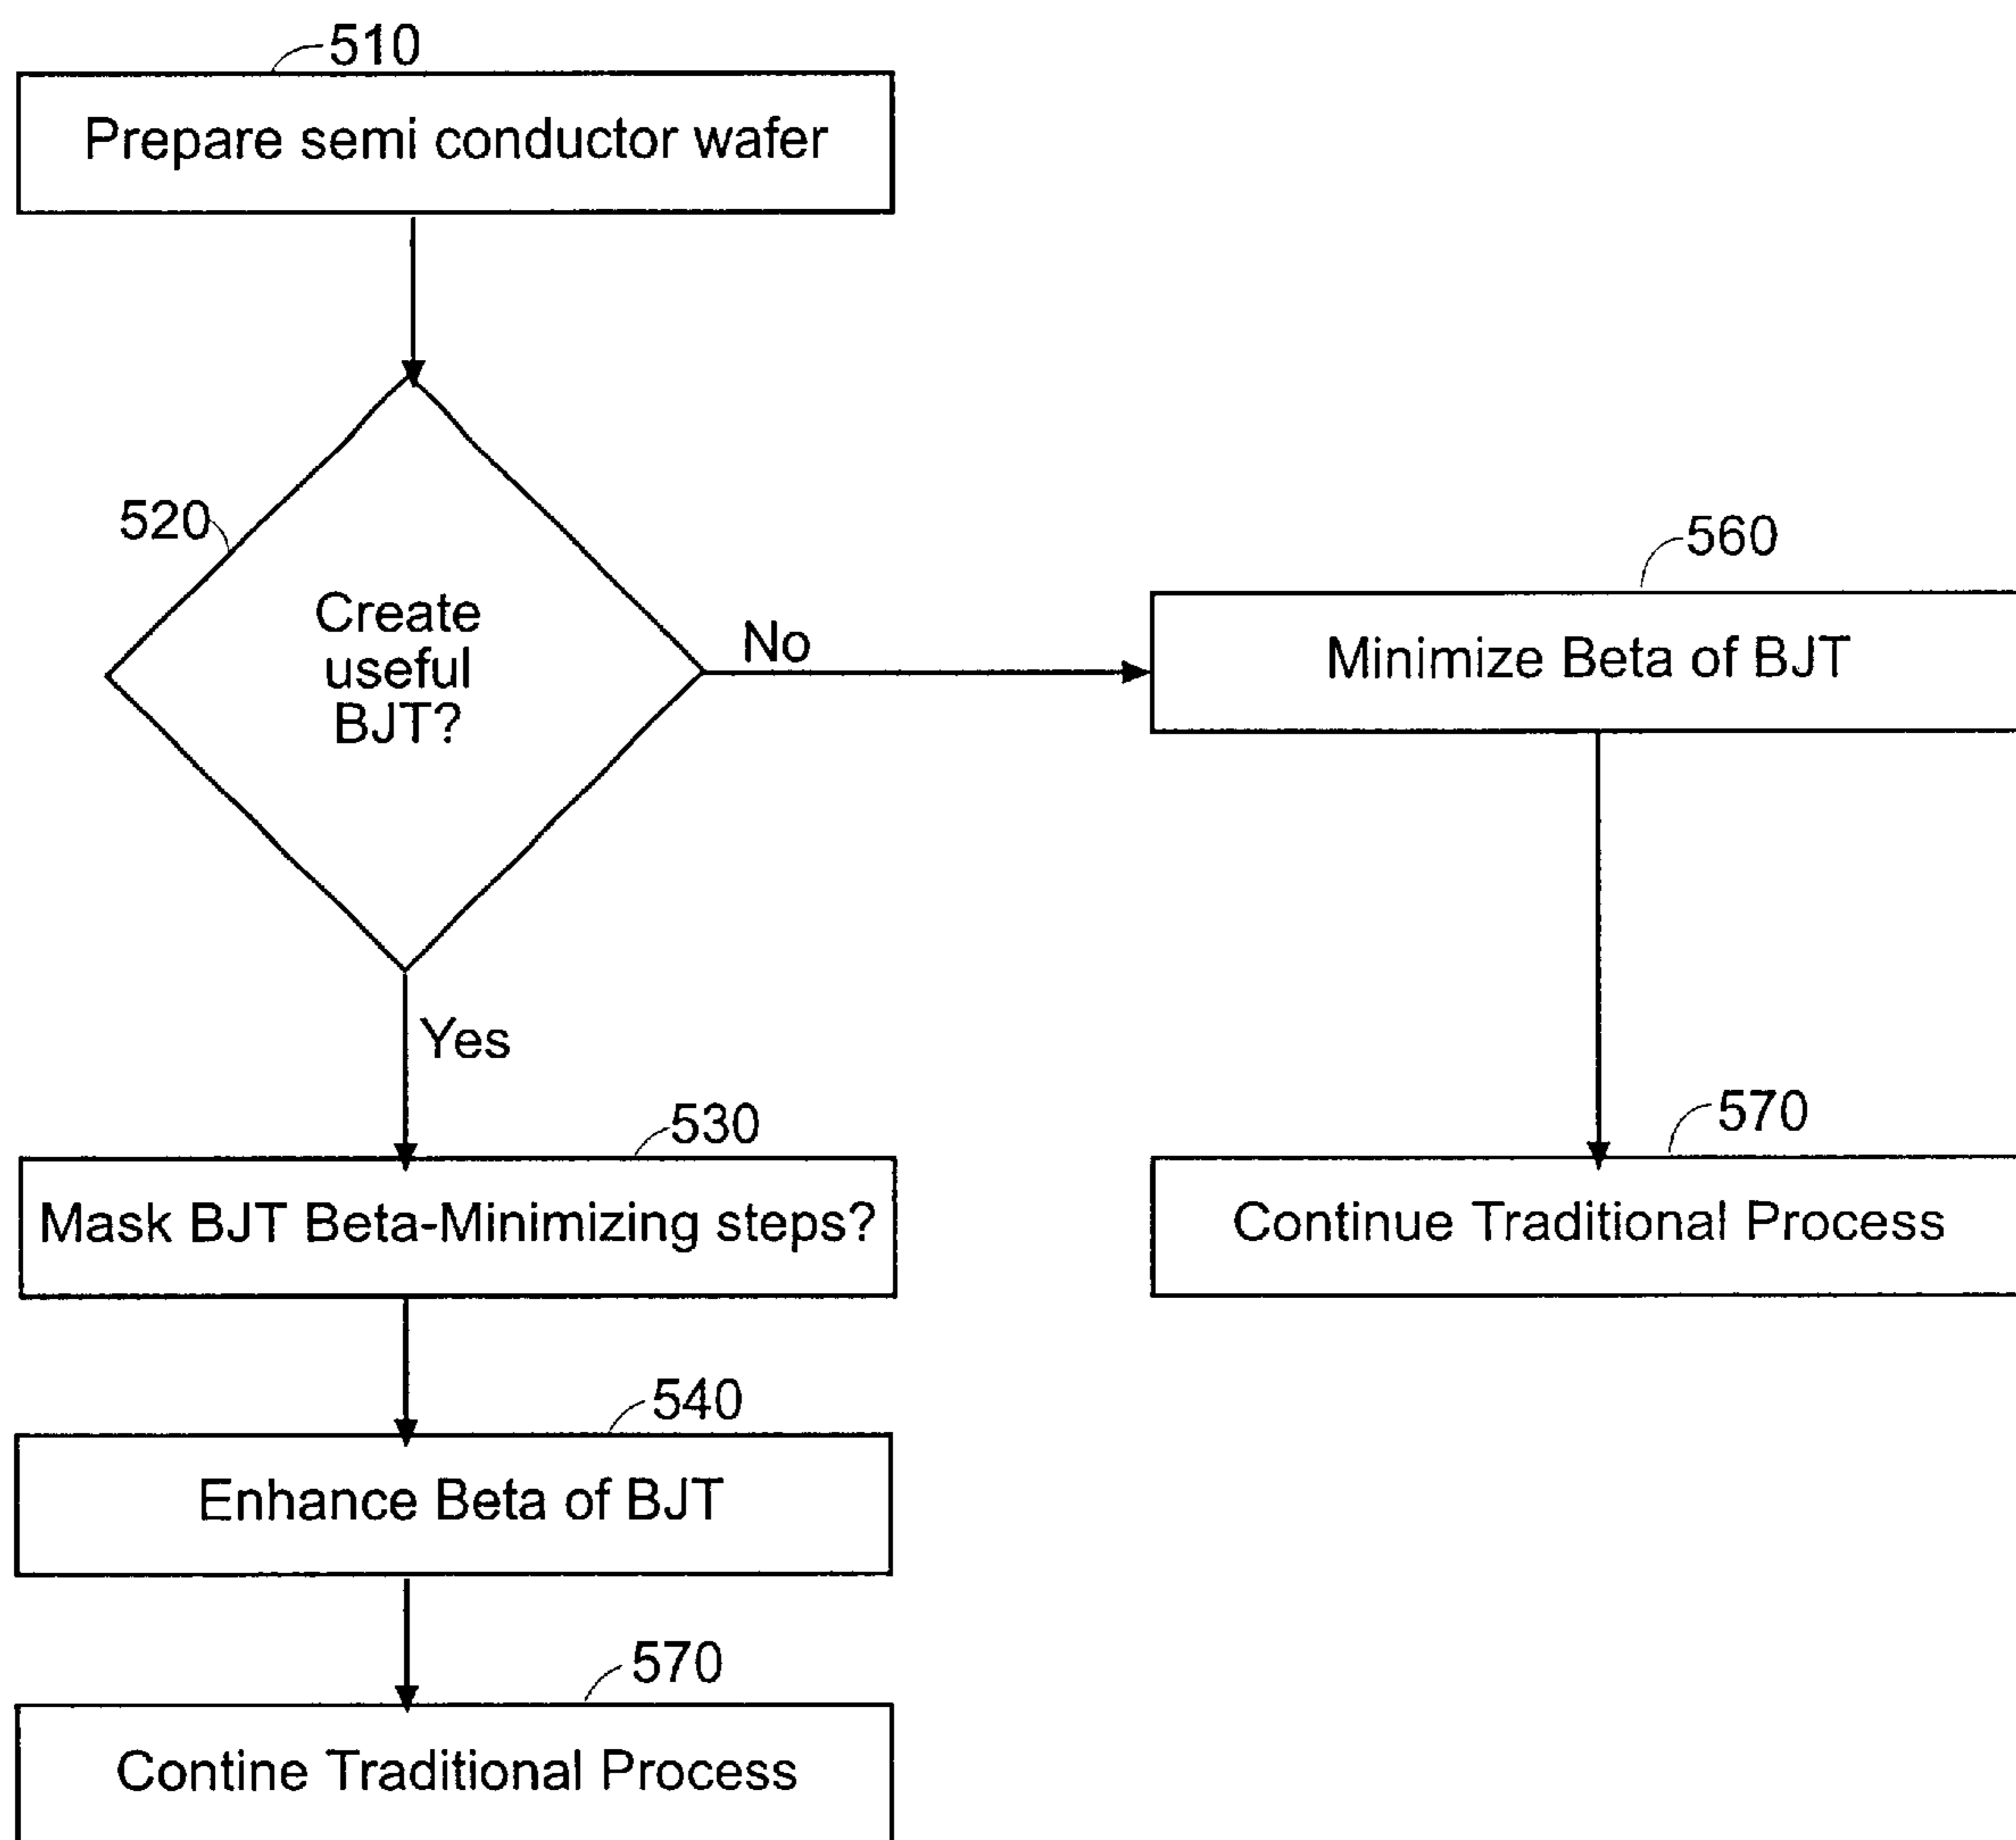 510
Prepare semi conductor wafer
520
Create
useful
BJT?
No
560
Minimize Beta of BJT
Yes
530
Mask BJT Beta-Minimizing steps?
570
Continue Traditional Process
540
Enhance Beta of BJT
570
Contine Traditional Process